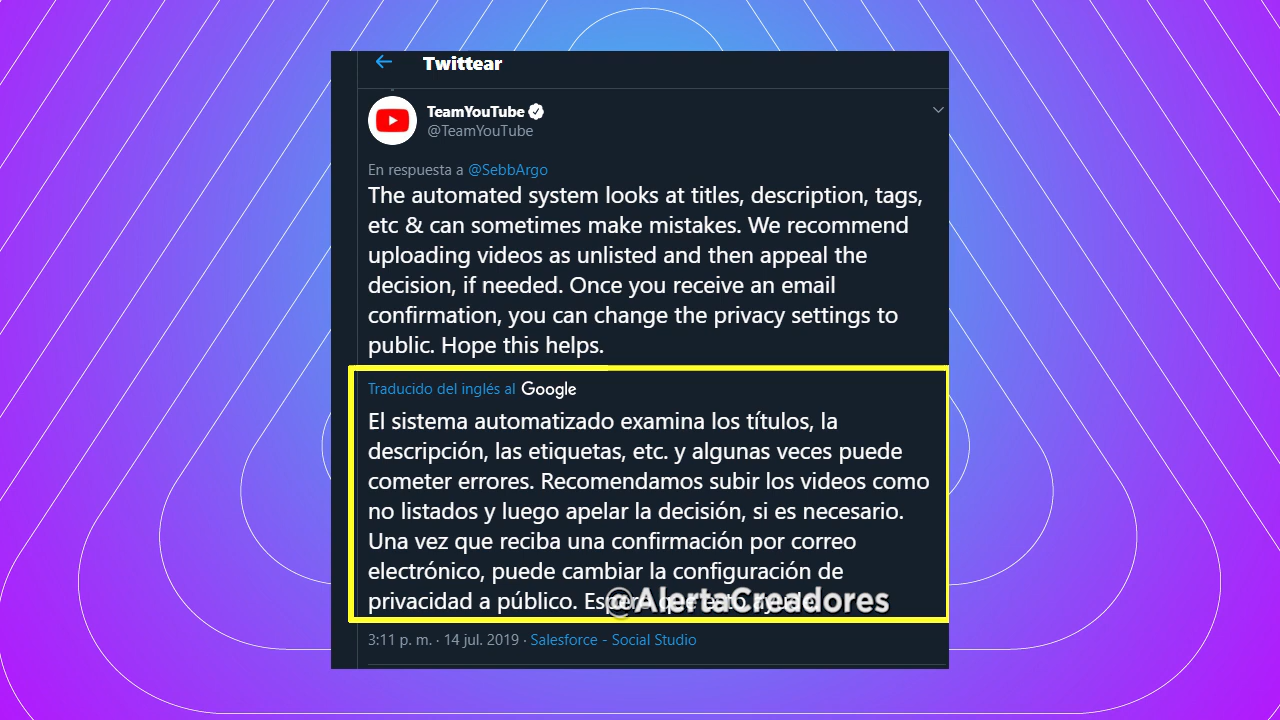 Twittear
TeamYouTube
@TeamYouTube
En respuesta a @SebbArgo
The automated system looks at titles, description, tags,
etc & can sometimes make mistakes. We recommend
uploading videos as unlisted and then appeal the
decision, if needed. Once you receive an email
confirmation, you can change the privacy settings to
public. Hope this helps.
Traducido del inglés al Google
El sistema automatizado examina los títulos, la
descripción, las etiquetas, etc. y algunas veces puede
cometer errores. Recomendamos subir los videos como
no listados y luego apelar la decisión, si es necesario.
Una vez que reciba una confirmación por correo
electrónico, puede cambiar la configuración de
privacidad a público.
@AlertaCreadores
3:11 p. m. · 14 jul. 2019 · Salesforce - Social Studio